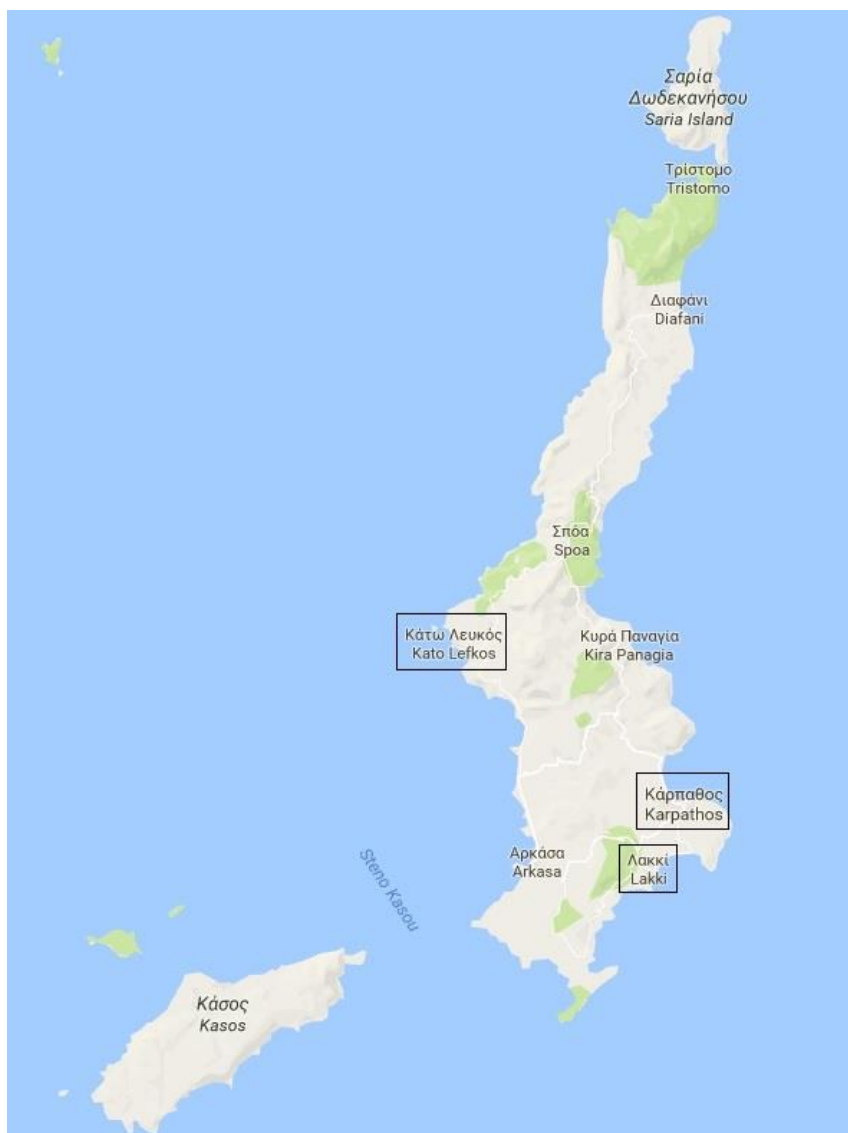 Σαρία
Δωδεκανήσου
Saria Island
Τρίστομο
Tristomo
Διαφάνι
Diafani
Σπόα
Spoa
Κάτω Λευκός
Kato Lefkos
Κυρά Παναγία
Kira Panagia
Κάρπαθος
Karpathos
Αρκάσα
Arkasa
Λακκί
Lakki
Steno Kasou
Κάσος
Kasos